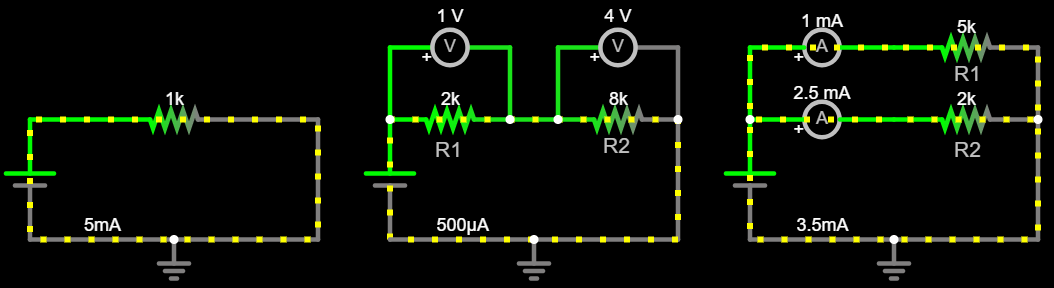 1k
5mA
1 V
V
+
4 V
V
+
2k
R1
8k
R2
500µA
1 mA
A
+
5k
R1
2.5 mA
A
+
2k
R2
3.5mA